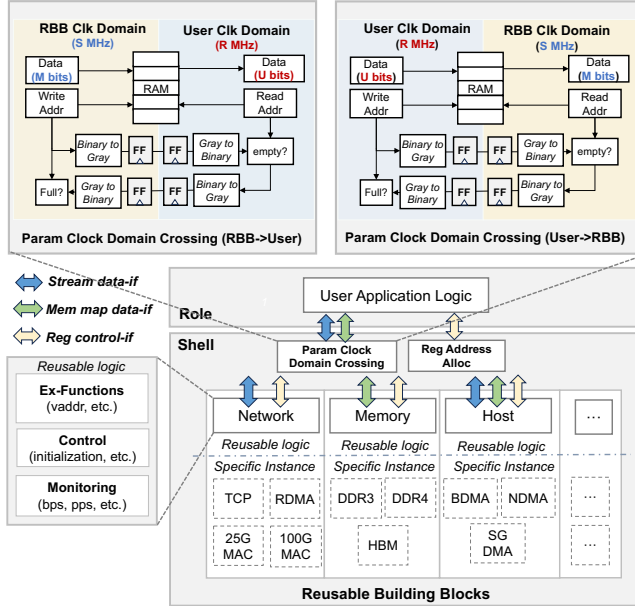 RBB Clk Domain
(S MHz)
User Clk Domain
(R MHz)
Data
(M bits)
RAM
Data
(U bits)
Write
Addr
Read
Addr
Binary to
Gray
FF
FF
Gray to
Binary
empty?
Full?
Gray to
Binary
FF
FF
Binary to
Gray
Param Clock Domain Crossing (RBB->User)
User Clk Domain
(R MHz)
RBB Clk Domain
(S MHz)
Data
(U bits)
RAM
Data
(M bits)
Write
Addr
Read
Addr
Binary to
Gray
FF
FF
Gray to
Binary
empty?
Full?
Gray to
Binary
FF
FF
Binary to
Gray
Param Clock Domain Crossing (User->RBB)
Stream data-if
Mem map data-if
Reg control-if
User Application Logic
Role
Shell
Param Clock
Domain Crossing
Reg Address
Alloc
Reusable logic
Ex-Functions
(vaddr, etc.)
Control
(initialization, etc.)
Monitoring
(bps, pps, etc.)
Network
Memory
Host
...
Reusable logic
Reusable logic
Reusable logic
Specific Instance
Specific Instance
Specific Instance
TCP
RDMA
DDR3
DDR4
BDMA
NDMA
...
25G
MAC
100G
MAC
HBM
SG
DMA
...
Reusable Building Blocks